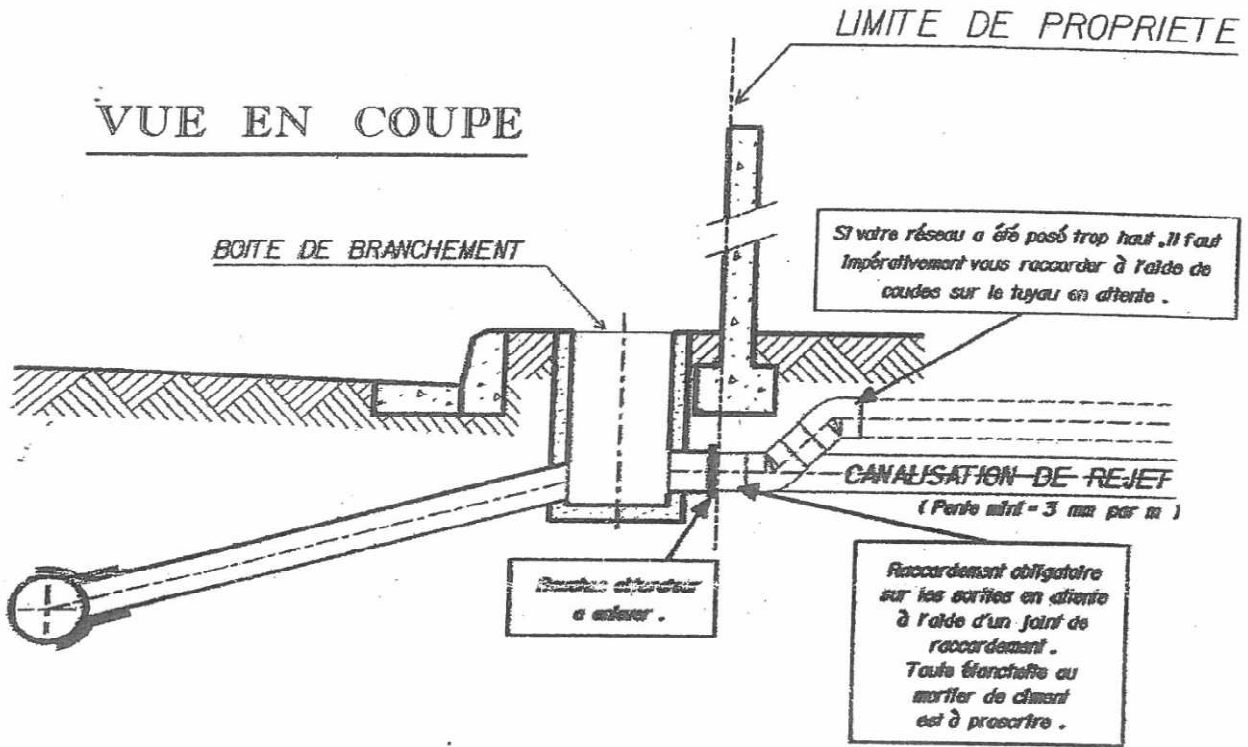 LIMITE DE PROPRIETE
VUE EN COUPE
BOITE DE BRANCHEMENT
Si votre réseau a été posé trop haut, il faut
Impérativement vous raccorder à l'aide de
coudes sur le tuyau en attente.
CANALISATION DE REJET
(Pente mini = 3 mm par m)
obturateur
a enlever.
Raccordement obligatoire
sur les sorties en attente
à l'aide d'un joint de
raccordement.
Toute étanchéité au
mortier de ciment
est à proscrire.